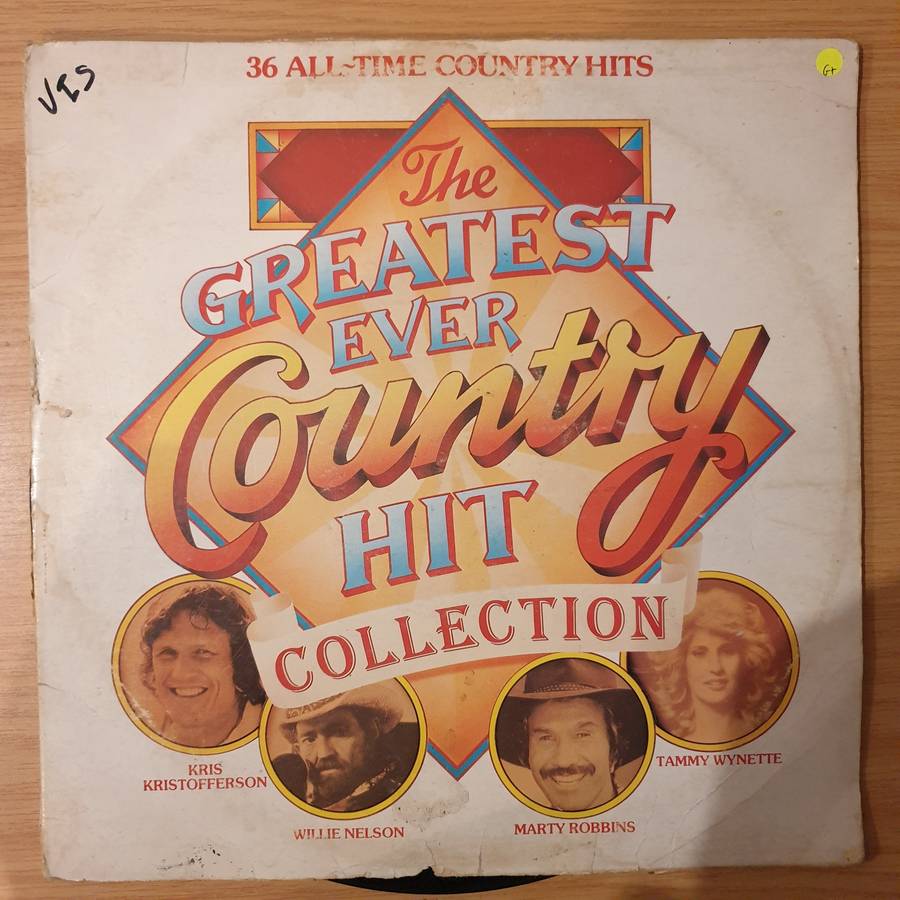 VIS
36 ALL-TIME COUNTRY HITS
G+
The
GREATEST
EVER
Country
HIT
COLLECTION
KRIS
KRISTOFFERSON
WILLIE NELSON
MARTY ROBBINS
TAMMY WYNETTE